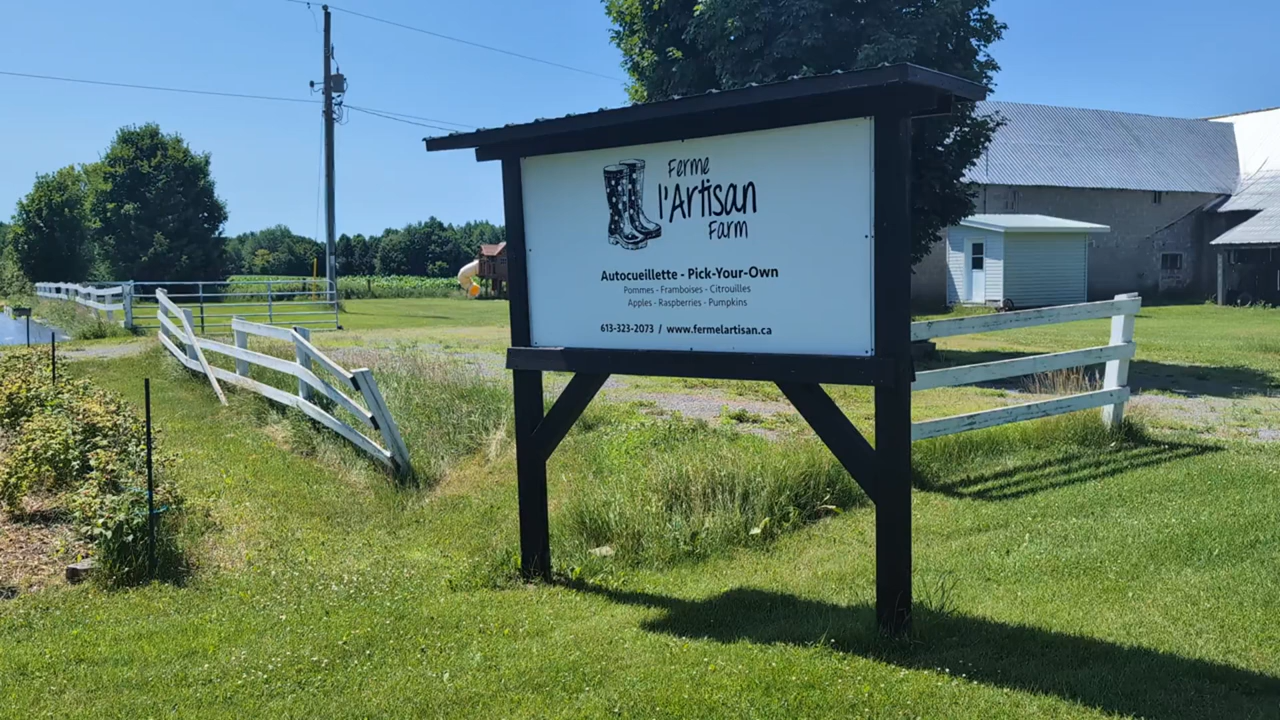 Ferme
l'Artisan
Farm
Autocueillette - Pick-Your-Own
Pommes - Framboises - Citrouilles
Apples - Raspberries - Pumpkins
613-323-2073 / www.fermelartisan.ca